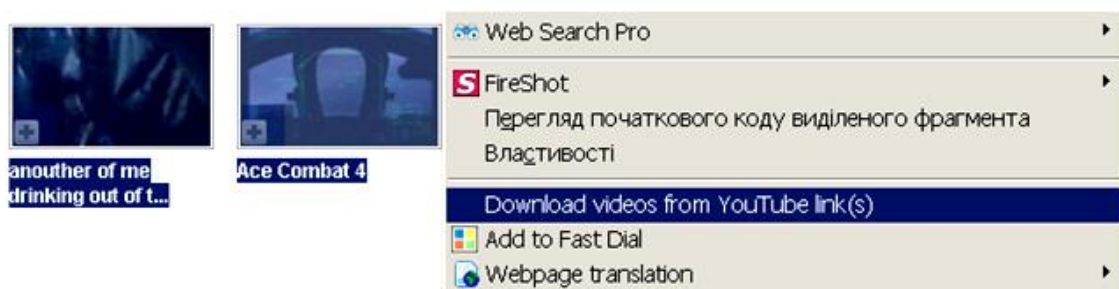 anouther of me
drinking out of t...
Ace Combat 4
Web Search Pro
FireShot
Перегляд початкового коду виділеного фрагмента
Властивості
Download videos from YouTube link(s)
Add to Fast Dial
Webpage translation